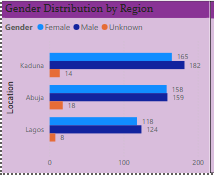 Gender Distribution by Region
Gender Female Male Unknown
Location
Kaduna
165
182
14
Abuja
158
159
18
Lagos
118
124
8
0 100 200